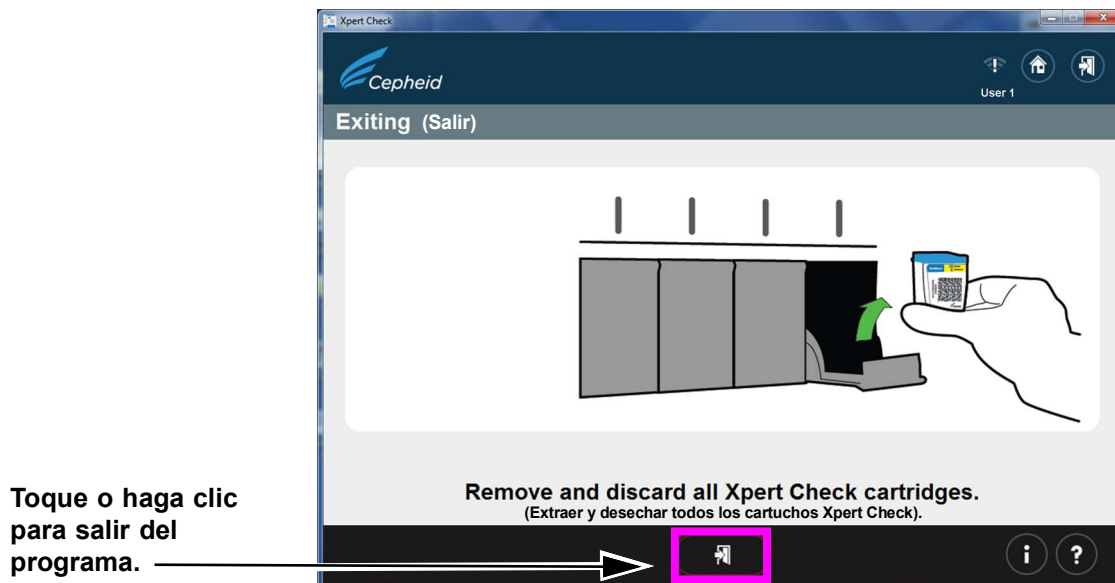 Xpert Check
Cepheid
User 1
Exiting (Salir)
Remove and discard all Xpert Check cartridges.
(Extraer y desechar todos los cartuchos Xpert Check).
Toque o haga clic
para salir del
programa.
i ?